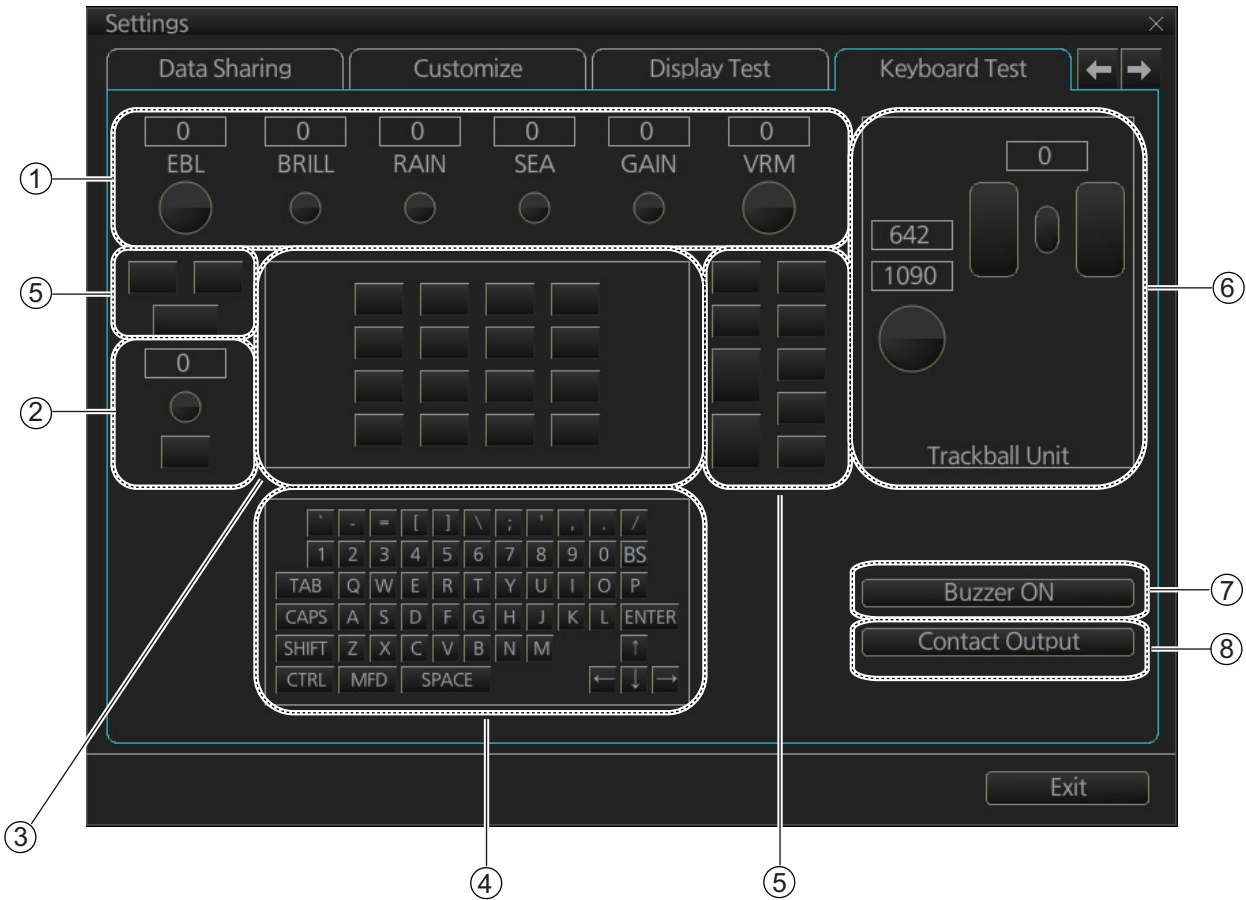 Settings
Data Sharing Customize Display Test Keyboard Test ← →
0 0 0 0 0 0
EBL BRILL RAIN SEA GAIN VRM
①
0
642
1090
⑤
⑥
0
②
Trackball Unit
` - = [ ] \ ; ' , . /
1 2 3 4 5 6 7 8 9 0 BS
TAB Q W E R T Y U I O P
CAPS A S D F G H J K L ENTER
SHIFT Z X C V B N M ↑
CTRL MFD SPACE ← ↓ →
Buzzer ON
⑦
Contact Output
⑧
Exit
③
④
⑤